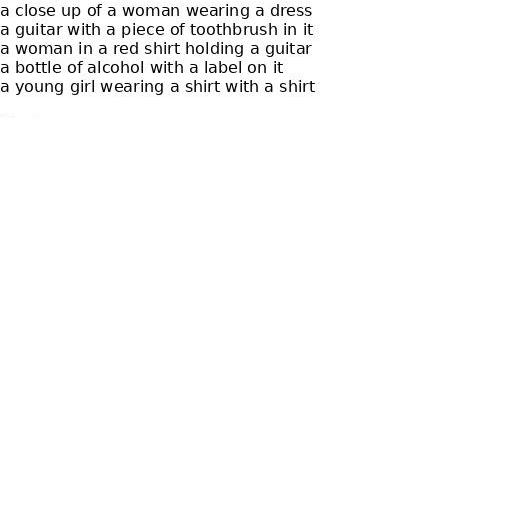 a close up of a woman wearing a dress
a guitar with a piece of toothbrush in it
a woman in a red shirt holding a guitar
a bottle of alcohol with a label on it
a young girl wearing a shirt with a shirt